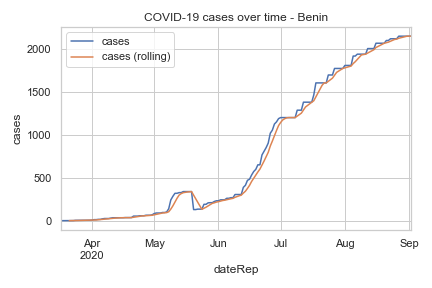 COVID-19 cases over time - Benin
cases
cases (rolling)
2000
1500
1000
500
0
cases
Apr
2020
May
Jun
Jul
Aug
Sep
dateRep